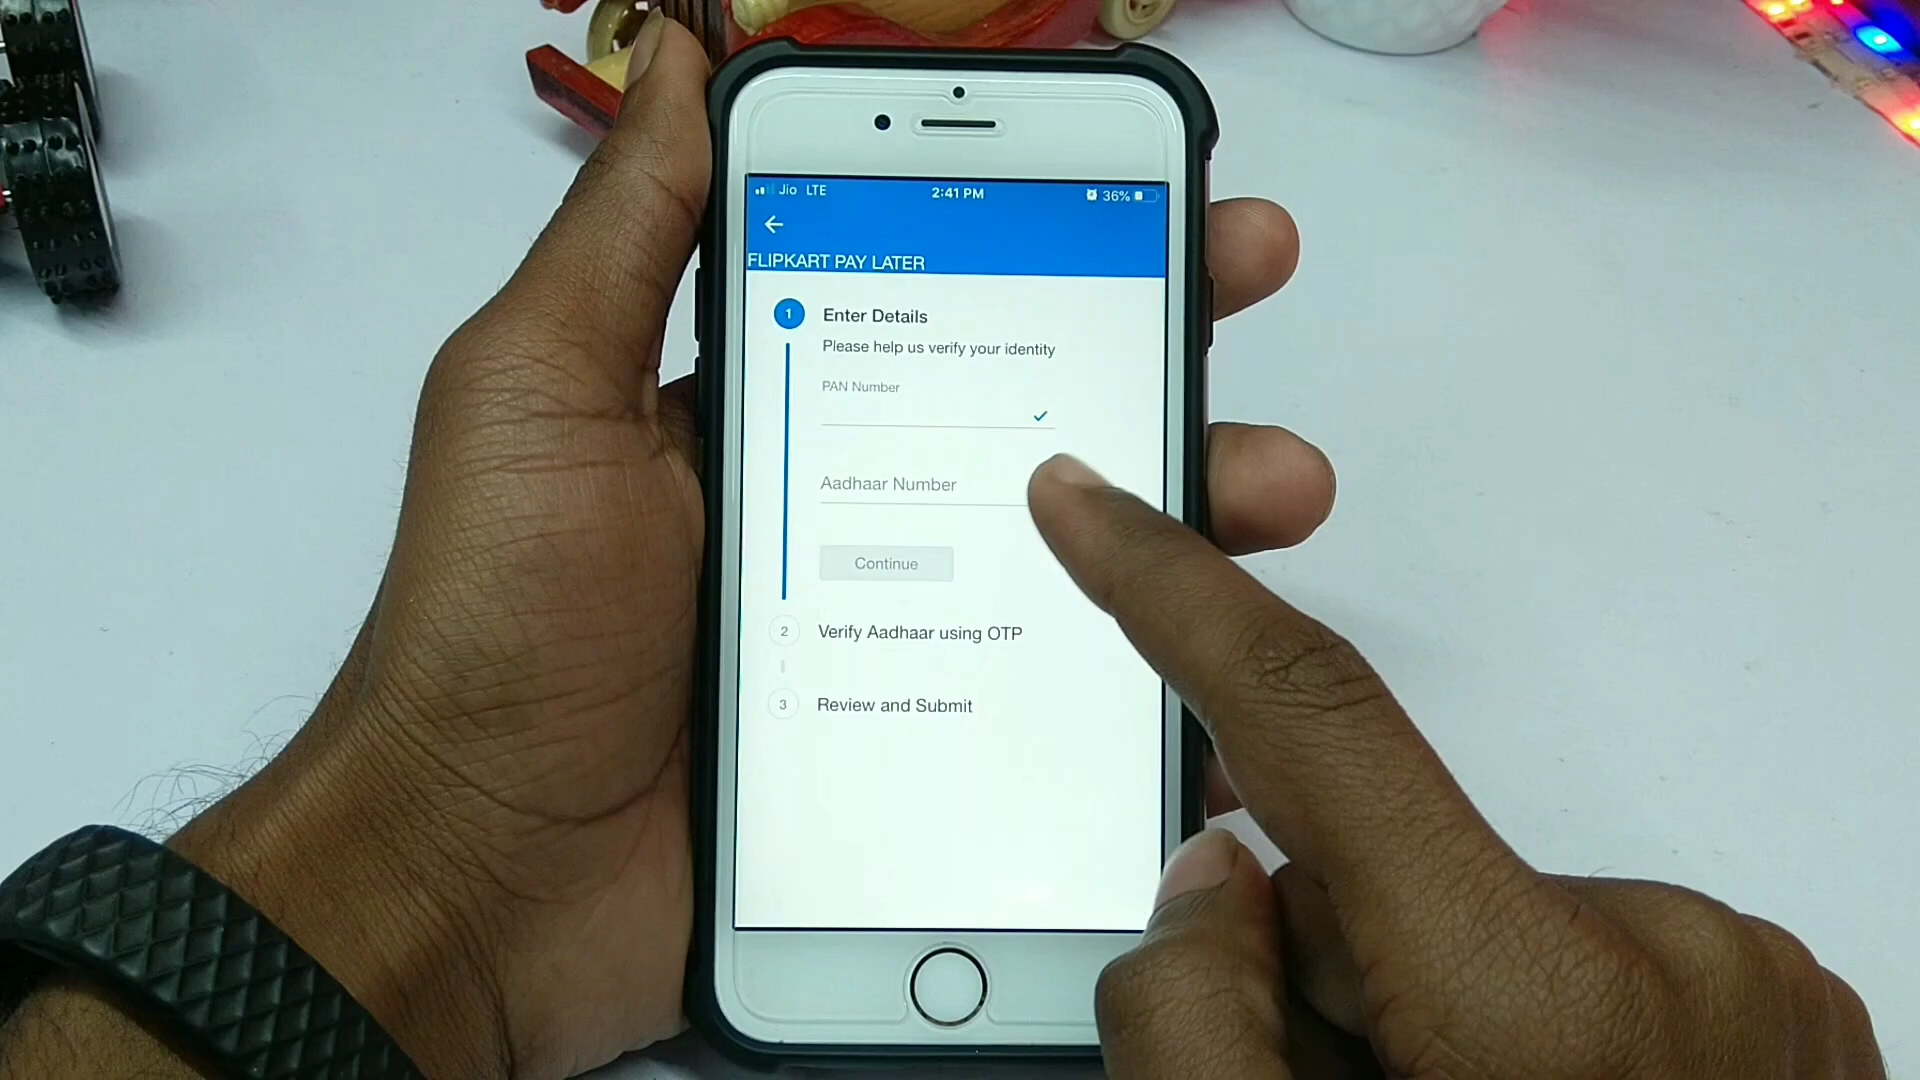 Jio LTE 2:41 PM 36%
FLIPKART PAY LATER
1 Enter Details
Please help us verify your identity
PAN Number
Aadhaar Number
Continue
2 Verify Aadhaar using OTP
3 Review and Submit